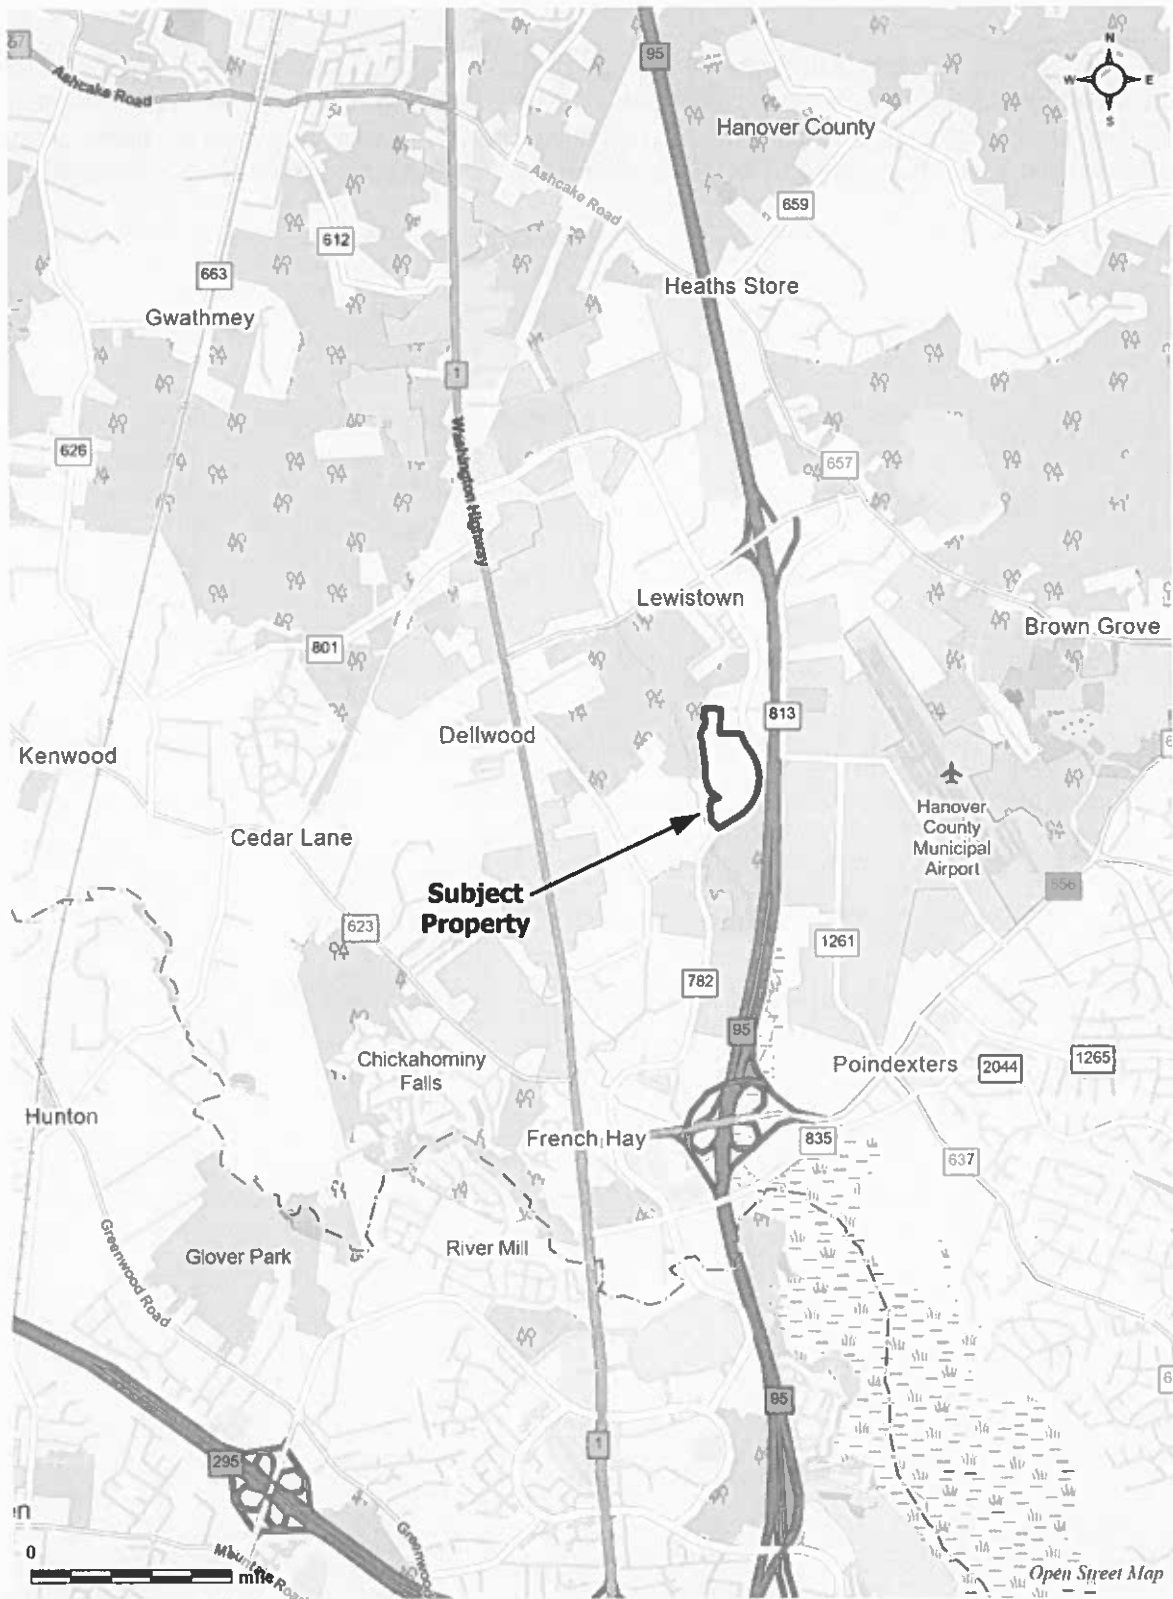 N
W E
S
95
Ashcake Road
Hanover County
Ashcake Road
659
612
663
Heaths Store
Gwathmey
1
Washington Highway
626
657
Lewistown
Brown Grove
801
813
Dellwood
Kenwood
Hanover
County
Municipal
Airport
Cedar Lane
Subject
Property
656
623
1261
782
95
Chickahominy
Falls
Poindexters
2044
1265
Hunton
French Hay
835
637
Greenwood Road
Glover Park
River Mill
95
1
295
en
0
mile
Open Street Map